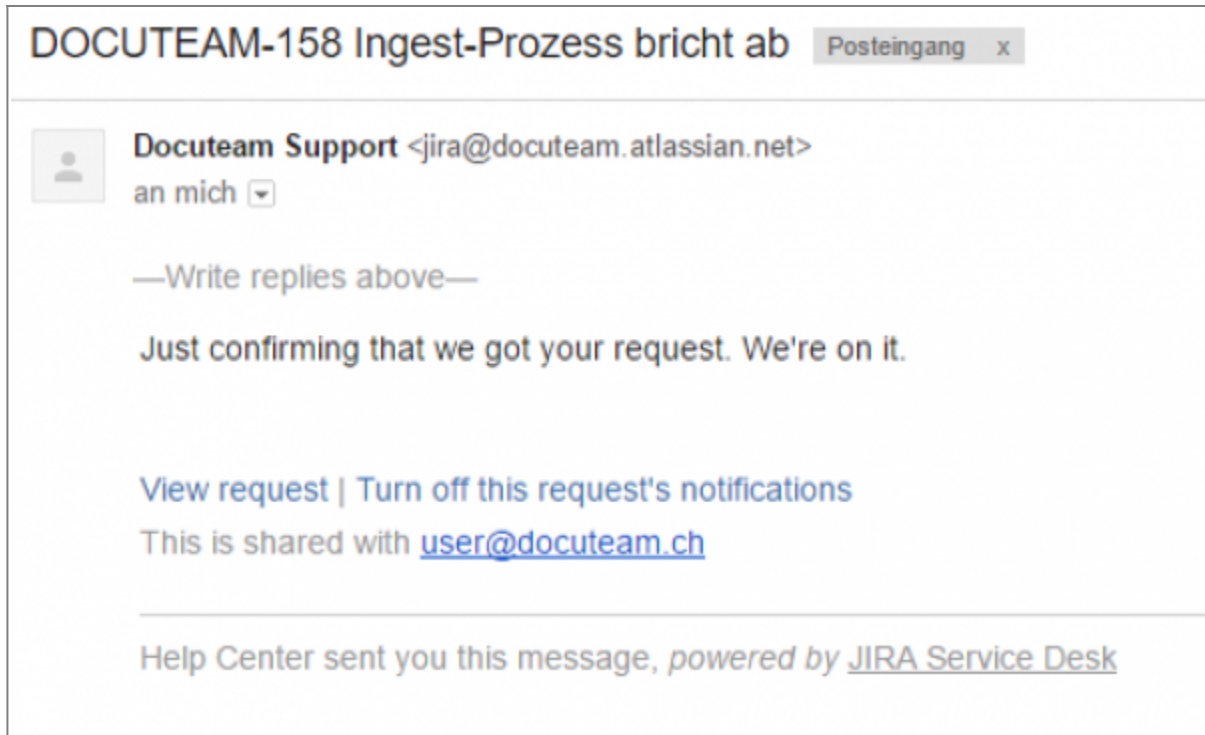 DOCUTEAM-158 Ingest-Prozess bricht ab Posteingang x
Docuteam Support <jira@docuteam.atlassian.net>
an mich
—Write replies above—
Just confirming that we got your request. We're on it.
View request | Turn off this request's notifications
This is shared with user@docuteam.ch
Help Center sent you this message, powered by JIRA Service Desk